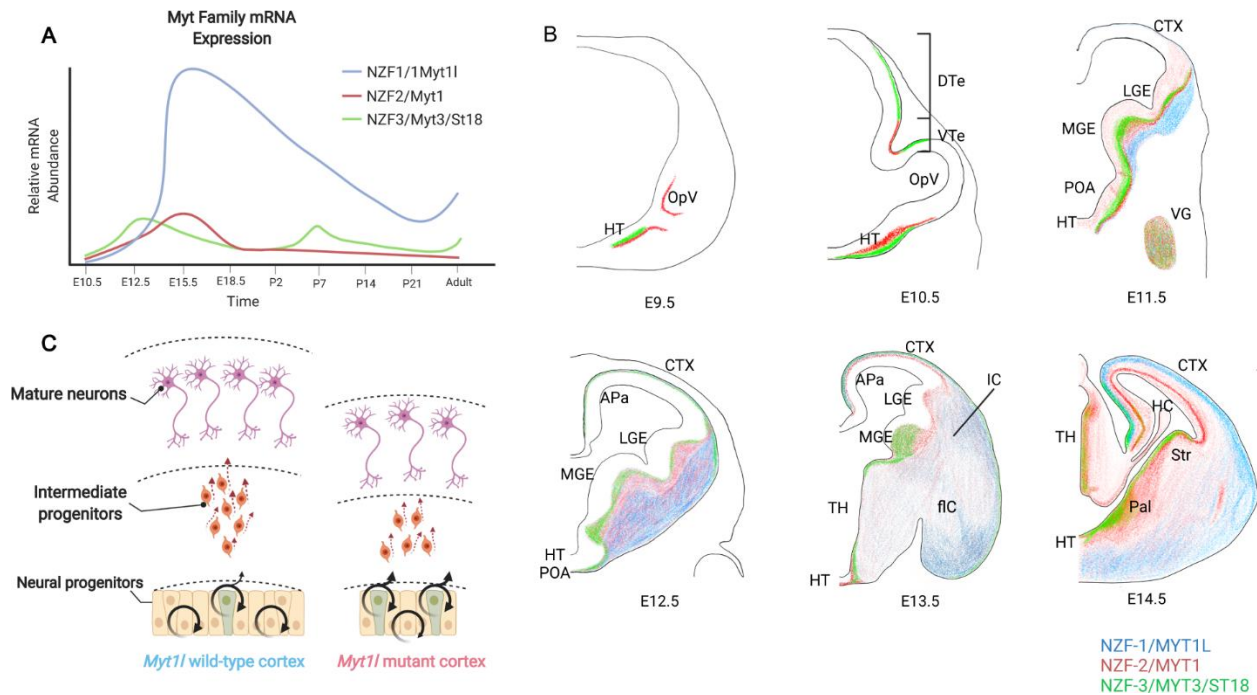 A
Myt Family mRNA
Expression
Relative mRNA
Abundance
NZF1/1Myt1l
NZF2/Myt1
NZF3/Myt3/St18
E10.5 E12.5 E15.5 E18.5 P2 P7 P14 P21 Adult
Time
B
OpV
HT
E9.5
DTe
VTe
OpV
HT
E10.5
CTX
LGE
MGE
POA
HT
VG
E11.5
C
Mature neurons
Intermediate
progenitors
Neural progenitors
Myt1l wild-type cortex
Myt1l mutant cortex
CTX
APa
LGE
MGE
HT
POA
E12.5
CTX
APa
LGE
IC
MGE
TH
flC
HT
E13.5
CTX
HC
TH
Str
Pal
HT
E14.5
NZF-1/MYT1L
NZF-2/MYT1
NZF-3/MYT3/ST18